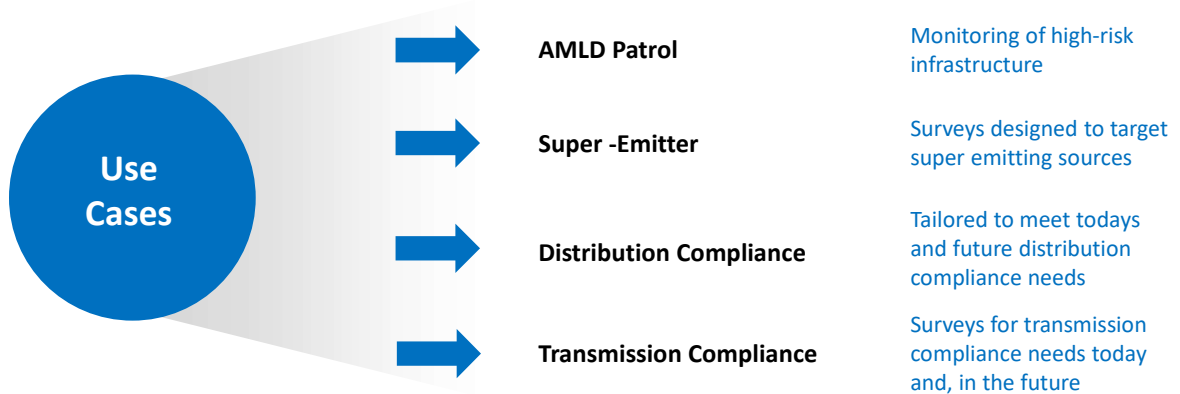 Use
Cases
AMLD Patrol
Monitoring of high-risk
infrastructure
Super -Emitter
Surveys designed to target
super emitting sources
Distribution Compliance
Tailored to meet todays
and future distribution
compliance needs
Transmission Compliance
Surveys for transmission
compliance needs today
and, in the future